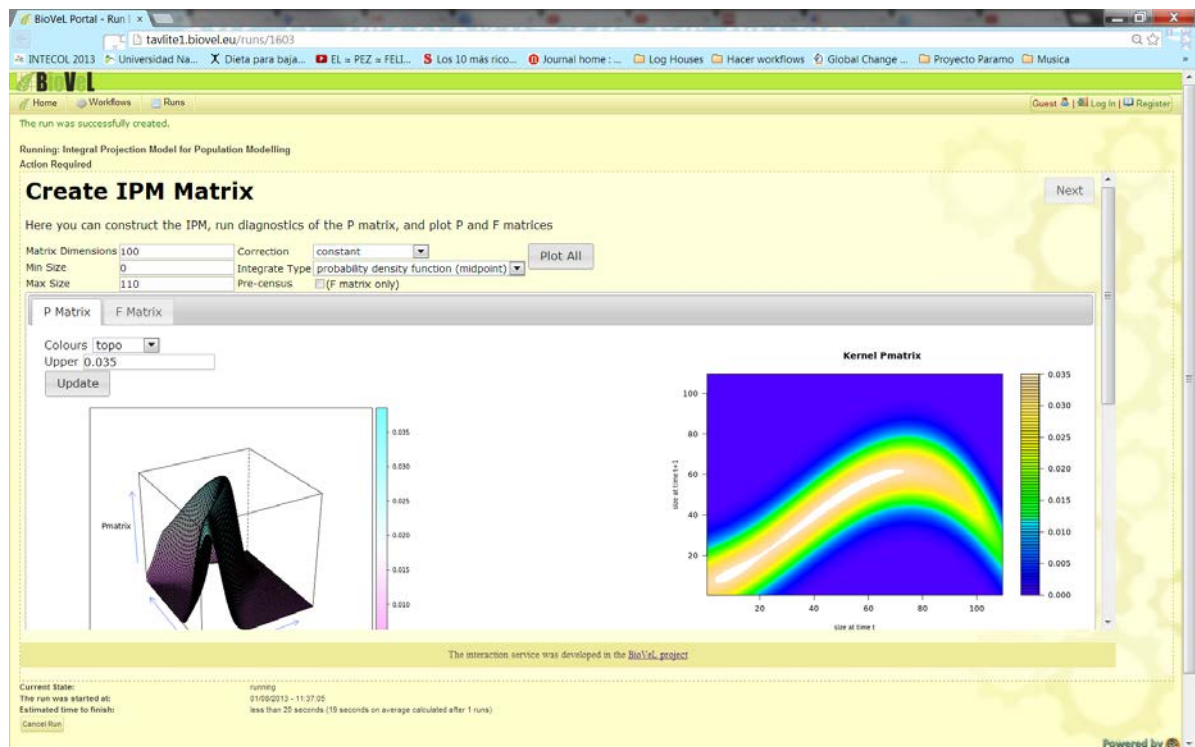 BioVeL Portal - Run
tavlite1.biovel.eu/runs/1603
INTECOL 2013 Universidad Na... Dieta para baja... EL = PEZ = FELI... Los 10 más rico... Journal home : ... Log Houses Hacer workflows Global Change ... Proyecto Paramo Musica
BioVeL
Home Workflows Runs Guest | Log In | Register
The run was successfully created.
Running: Integral Projection Model for Population Modelling
Action Required
Create IPM Matrix
Next
Here you can construct the IPM, run diagnostics of the P matrix, and plot P and F matrices
Matrix Dimensions 100 Correction constant Plot All
Min Size 0 Integrate Type probability density function (midpoint)
Max Size 110 Pre-census (F matrix only)
P Matrix F Matrix
Colours topo
Upper 0.035
Update
Pmatrix
0.035
0.030
0.025
0.020
0.015
0.010
Kernel Pmatrix
size at time t+1
100
80
60
40
20
20 40 60 80 100
size at time t
0.035
0.030
0.025
0.020
0.015
0.010
0.005
0.000
The interaction service was developed in the BioVeL project
Current State: running
The run was started at: 01/08/2013 - 11:37:05
Estimated time to finish: less than 20 seconds (19 seconds on average calculated after 1 runs)
Cancel Run
Powered by